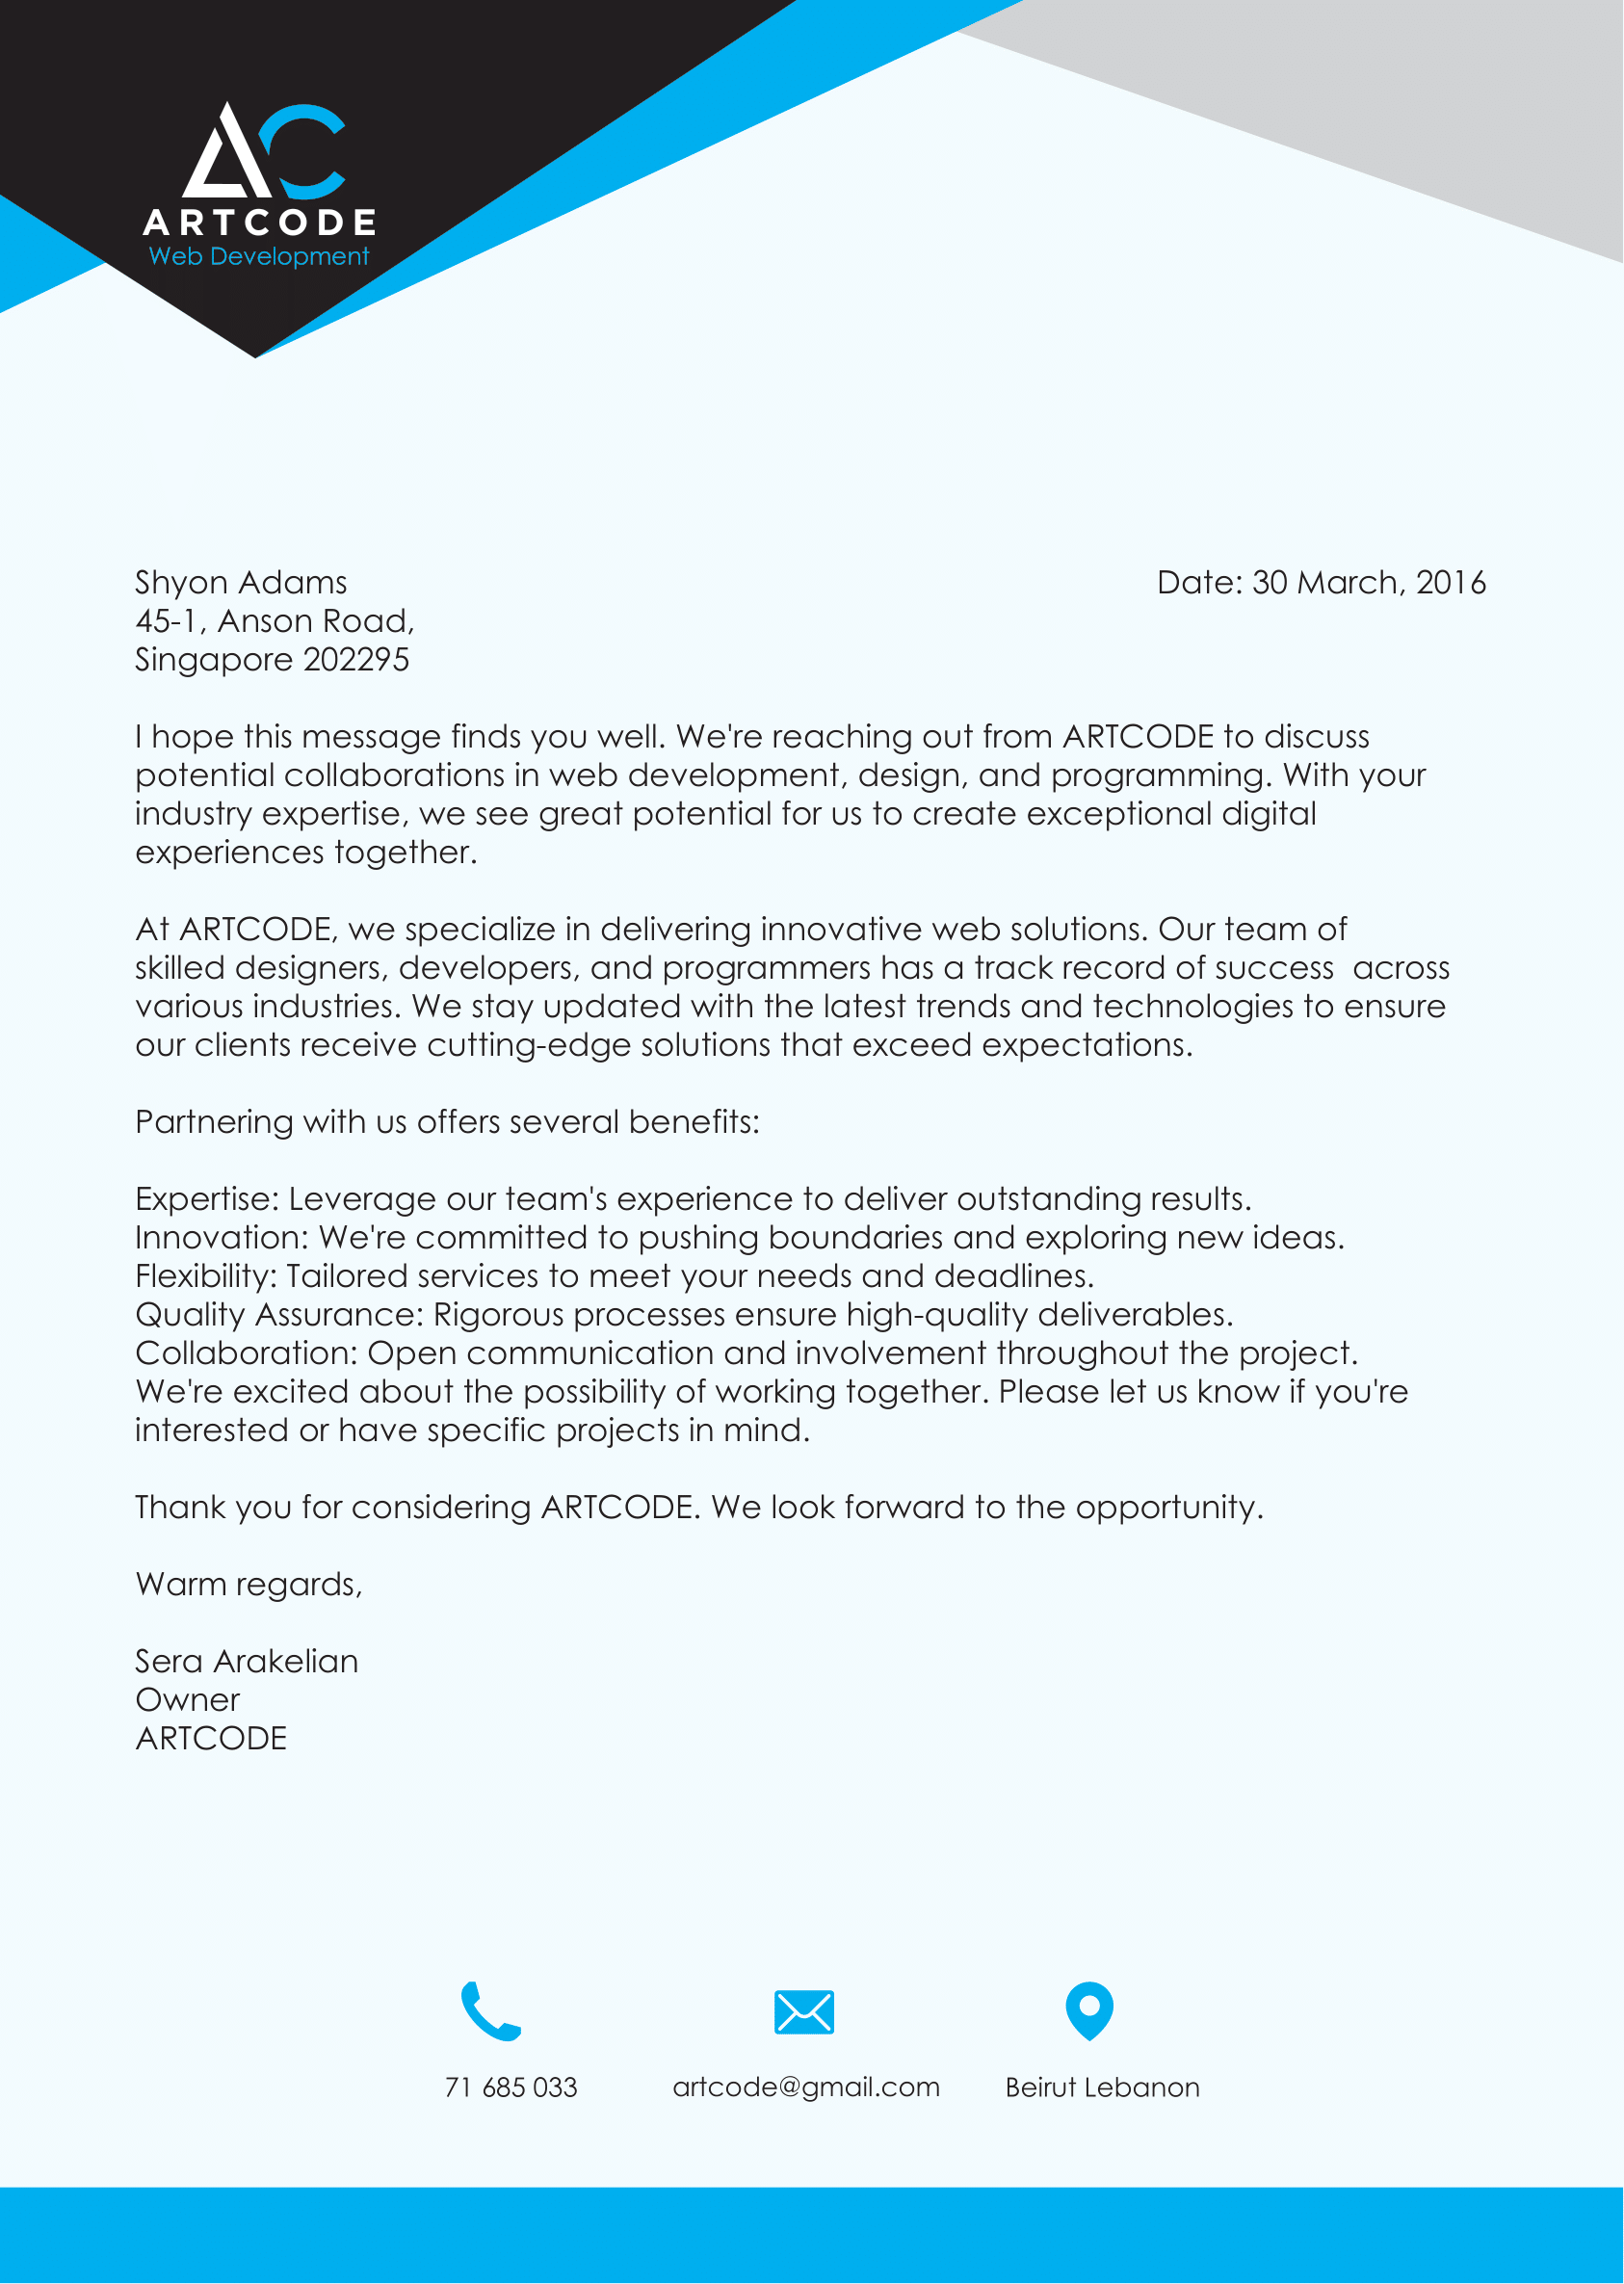 AC
ARTCODE
Web Development
Shyon Adams
Date: 30 March, 2016
45-1, Anson Road,
Singapore 202295
I hope this message finds you well. We're reaching out from ARTCODE to discuss
potential collaborations in web development, design, and programming. With your
industry expertise, we see great potential for us to create exceptional digital
experiences together.
At ARTCODE, we specialize in delivering innovative web solutions. Our team of
skilled designers, developers, and programmers has a track record of success  across
various industries. We stay updated with the latest trends and technologies to ensure
our clients receive cutting-edge solutions that exceed expectations.
Partnering with us offers several benefits:
Expertise: Leverage our team's experience to deliver outstanding results.
Innovation: We're committed to pushing boundaries and exploring new ideas.
Flexibility: Tailored services to meet your needs and deadlines.
Quality Assurance: Rigorous processes ensure high-quality deliverables.
Collaboration: Open communication and involvement throughout the project.
We're excited about the possibility of working together. Please let us know if you're
interested or have specific projects in mind.
Thank you for considering ARTCODE. We look forward to the opportunity.
Warm regards,
Sera Arakelian
Owner
ARTCODE
71 685 033
artcode@gmail.com
Beirut Lebanon